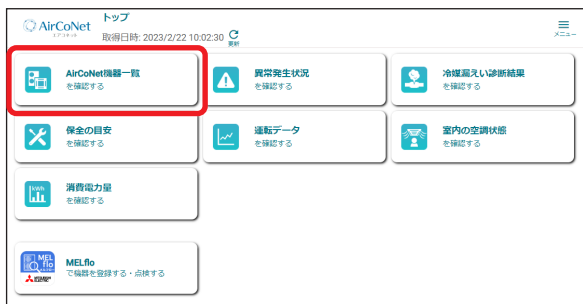 AirCoNet
エアコネット
トップ
取得日時: 2023/2/22 10:02:30
更新
メニュー
AirCoNet機器一覧
を確認する
異常発生状況
を確認する
冷媒漏えい診断結果
を確認する
保全の目安
を確認する
運転データ
を確認する
室内の空調状態
を確認する
kWh
消費電力量
を確認する
MEL
flo
MITSUBISHI
ELECTRIC
MELflo
で機器を登録する・点検する